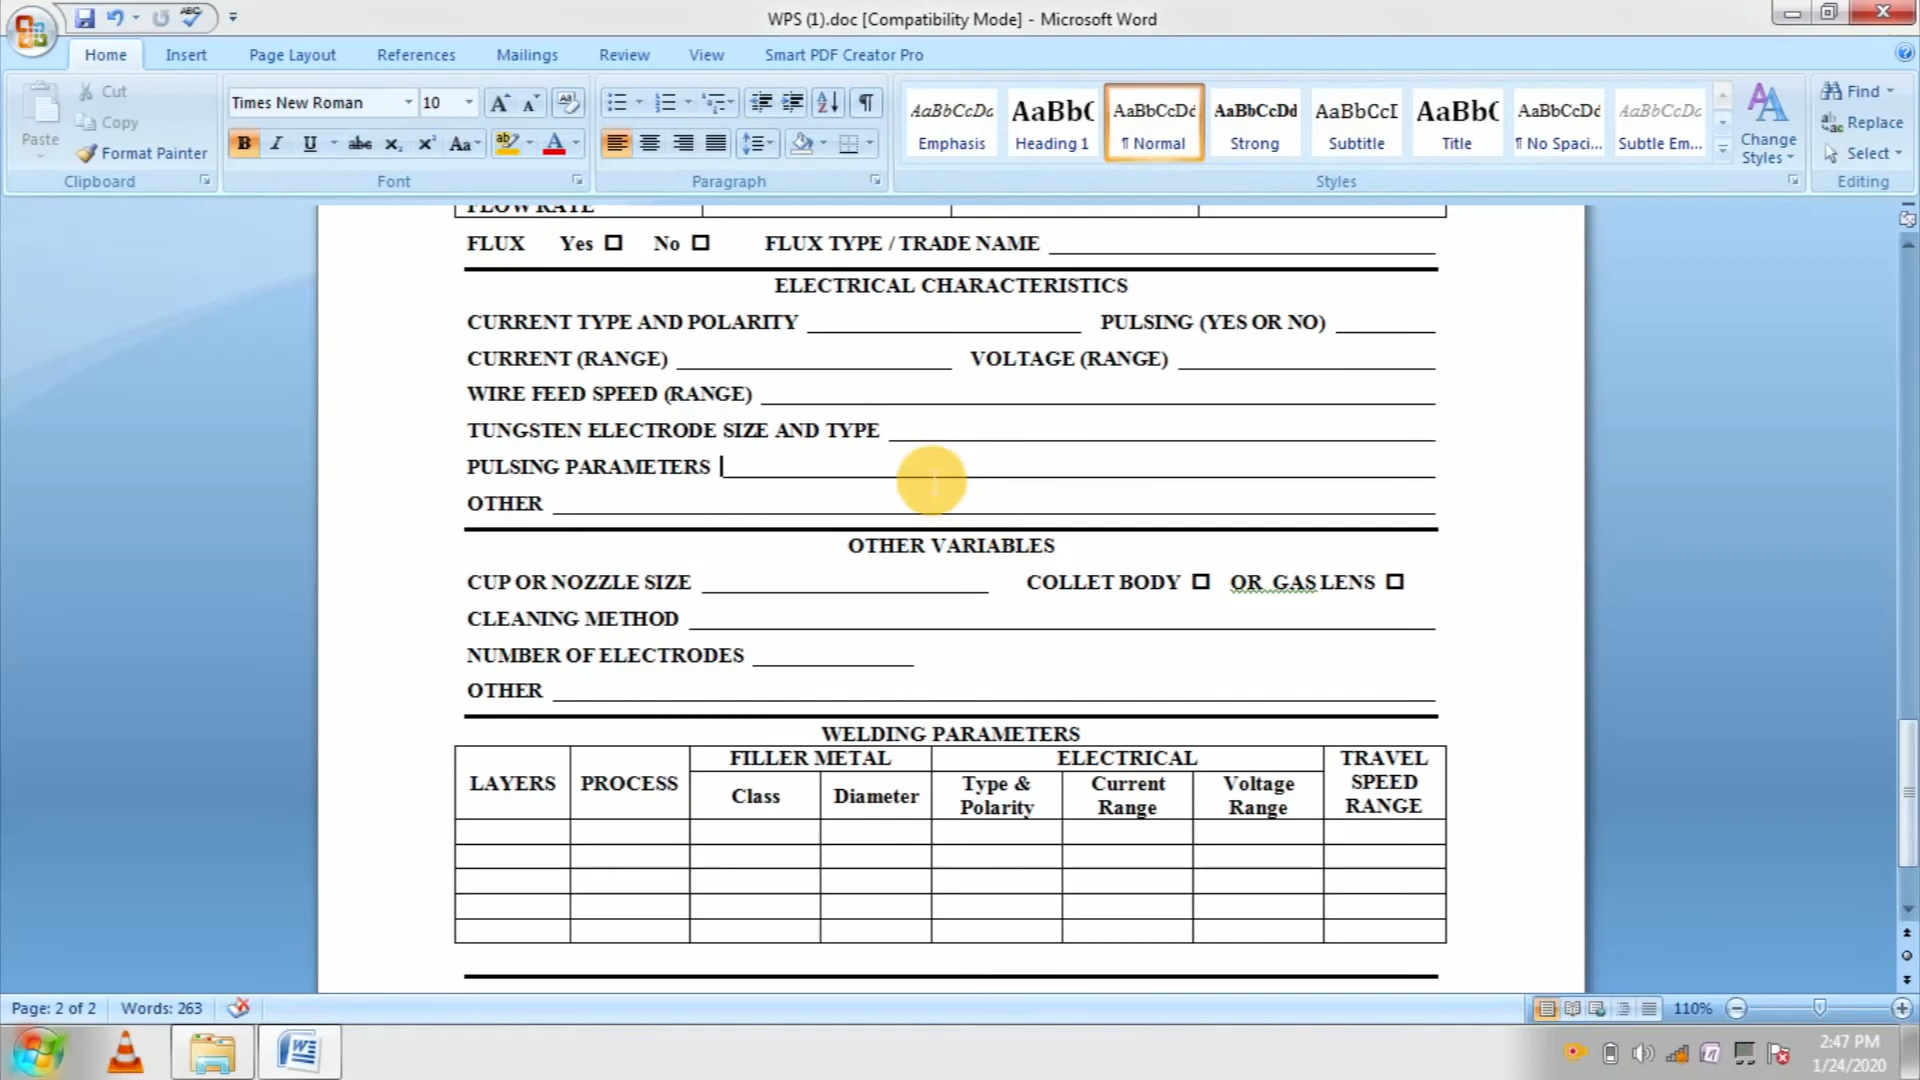 WPS (1).doc [Compatibility Mode] - Microsoft Word
Home Insert Page Layout References Mailings Review View Smart PDF Creator Pro
Paste
Cut
Copy
Format Painter
Clipboard
Times New Roman 10
Font
Paragraph
AaBbCcDc AaBbC AaBbCcDc AaBbCcDd AaBbCcI AaBbC AaBbCcDc AaBbCcDc
Emphasis Heading 1 ¶ Normal Strong Subtitle Title ¶ No Spaci... Subtle Em...
Change Styles
Styles
Find
Replace
Select
Editing
FLOW RATE
FLUX Yes ☐ No ☐ FLUX TYPE / TRADE NAME
ELECTRICAL CHARACTERISTICS
CURRENT TYPE AND POLARITY PULSING (YES OR NO)
CURRENT (RANGE) VOLTAGE (RANGE)
WIRE FEED SPEED (RANGE)
TUNGSTEN ELECTRODE SIZE AND TYPE
PULSING PARAMETERS
OTHER
OTHER VARIABLES
CUP OR NOZZLE SIZE COLLET BODY ☐ OR GAS LENS ☐
CLEANING METHOD
NUMBER OF ELECTRODES
OTHER
WELDING PARAMETERS
LAYERS PROCESS FILLER METAL ELECTRICAL TRAVEL SPEED RANGE
Class Diameter Type & Polarity Current Range Voltage Range
Page: 2 of 2 Words: 263 110%
2:47 PM
1/24/2020